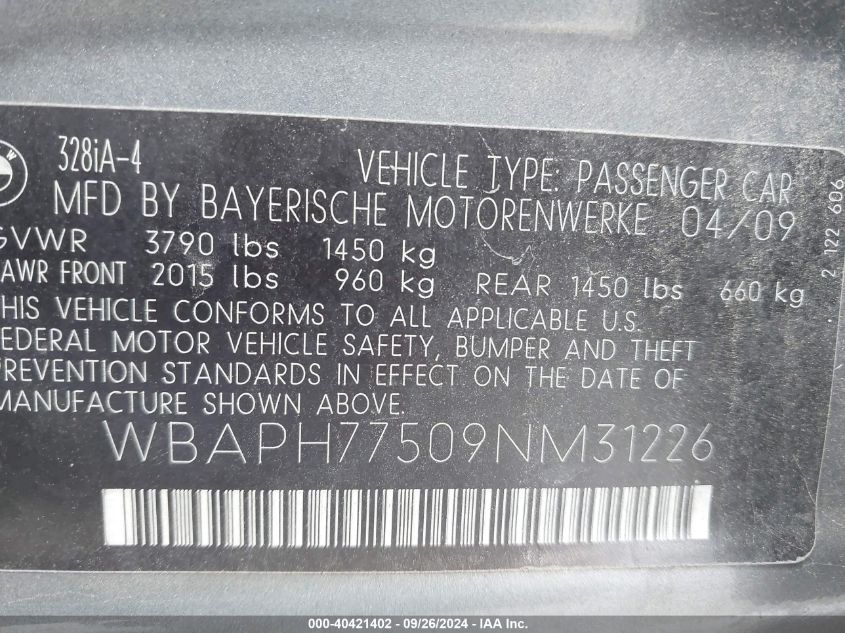 328iA-4
VEHICLE TYPE: PASSENGER CAR
MFD BY BAYERISCHE MOTORENWERKE 04/09
GVWR 3790 lbs 1450 kg
AWR FRONT 2015 lbs 960 kg REAR 1450 lbs 660 kg
HIS VEHICLE CONFORMS TO ALL APPLICABLE U.S.
EDERAL MOTOR VEHICLE SAFETY, BUMPER AND THEFT
PREVENTION STANDARDS IN EFFECT ON THE DATE OF
MANUFACTURE SHOWN ABOVE.
WBAPH77509NM31226
2 122 606
W
000-40421402 - 09/26/2024 - IAA Inc.